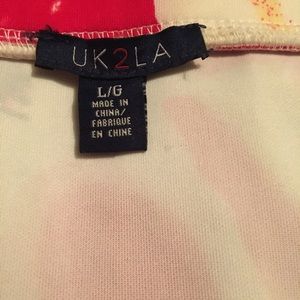 UK2LA
L/G
MADE IN
CHINA/
FABRIQUE
EN CHINE